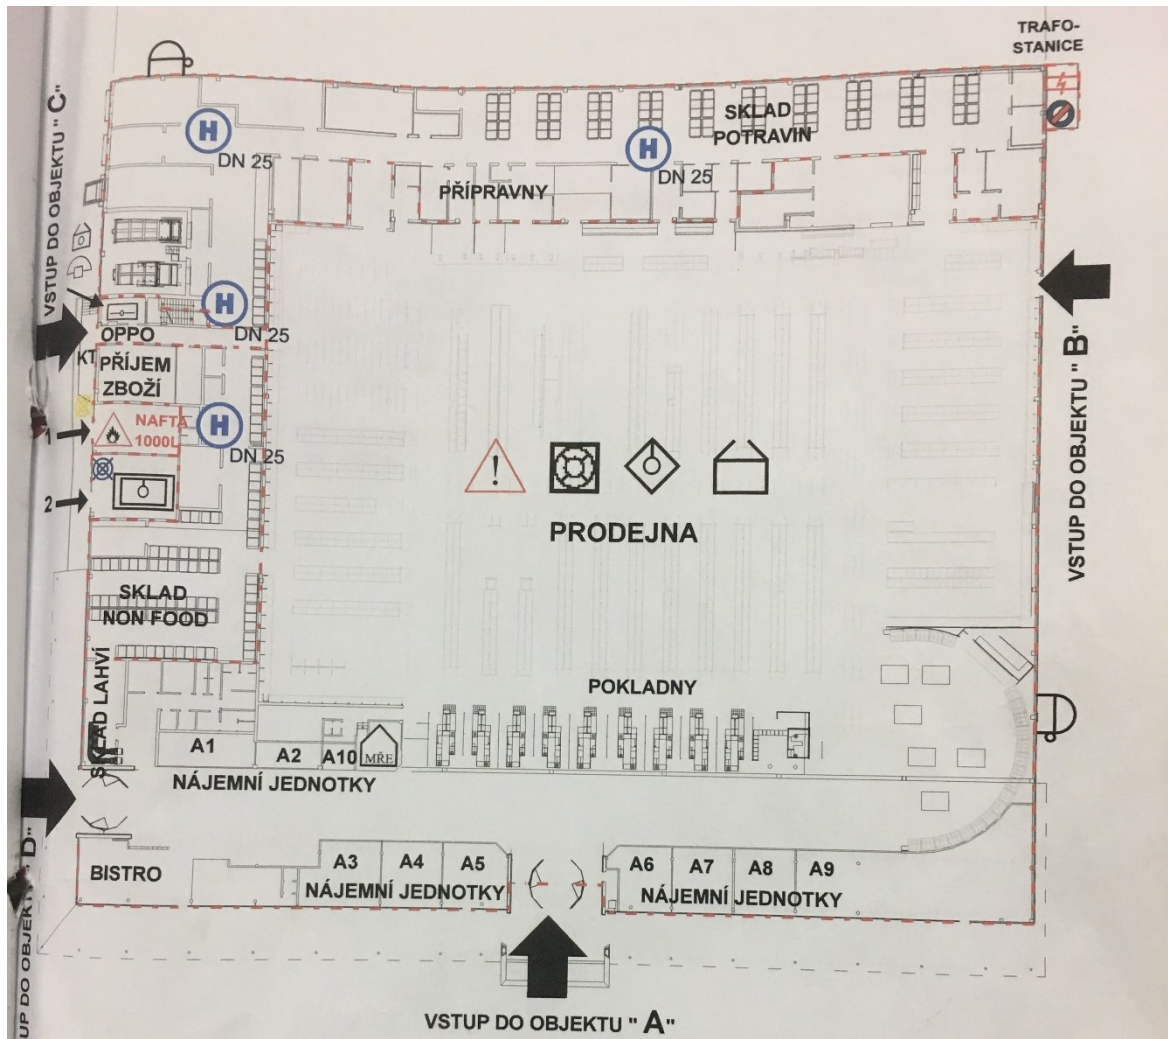 TRAFO-
STANICE
VSTUP DO OBJEKTU "C"
H
DN 25
H
DN 25
SKLAD
POTRAVIN
PŘÍPRAVNY
H
DN 25
OPPO
KT
PŘÍJEM
ZBOŽÍ
VSTUP DO OBJEKTU "B"
1
NAFTA
1000L
H
DN 25
2
!
PRODEJNA
SKLAD
NON FOOD
SKLAD LAHVÍ
POKLADNY
A1
A2
A10
MŘE
NÁJEMNÍ JEDNOTKY
UP DO OBJEKTU "D"
BISTRO
A3
A4
A5
NÁJEMNÍ JEDNOTKY
A6
A7
A8
A9
NÁJEMNÍ JEDNOTKY
VSTUP DO OBJEKTU "A"